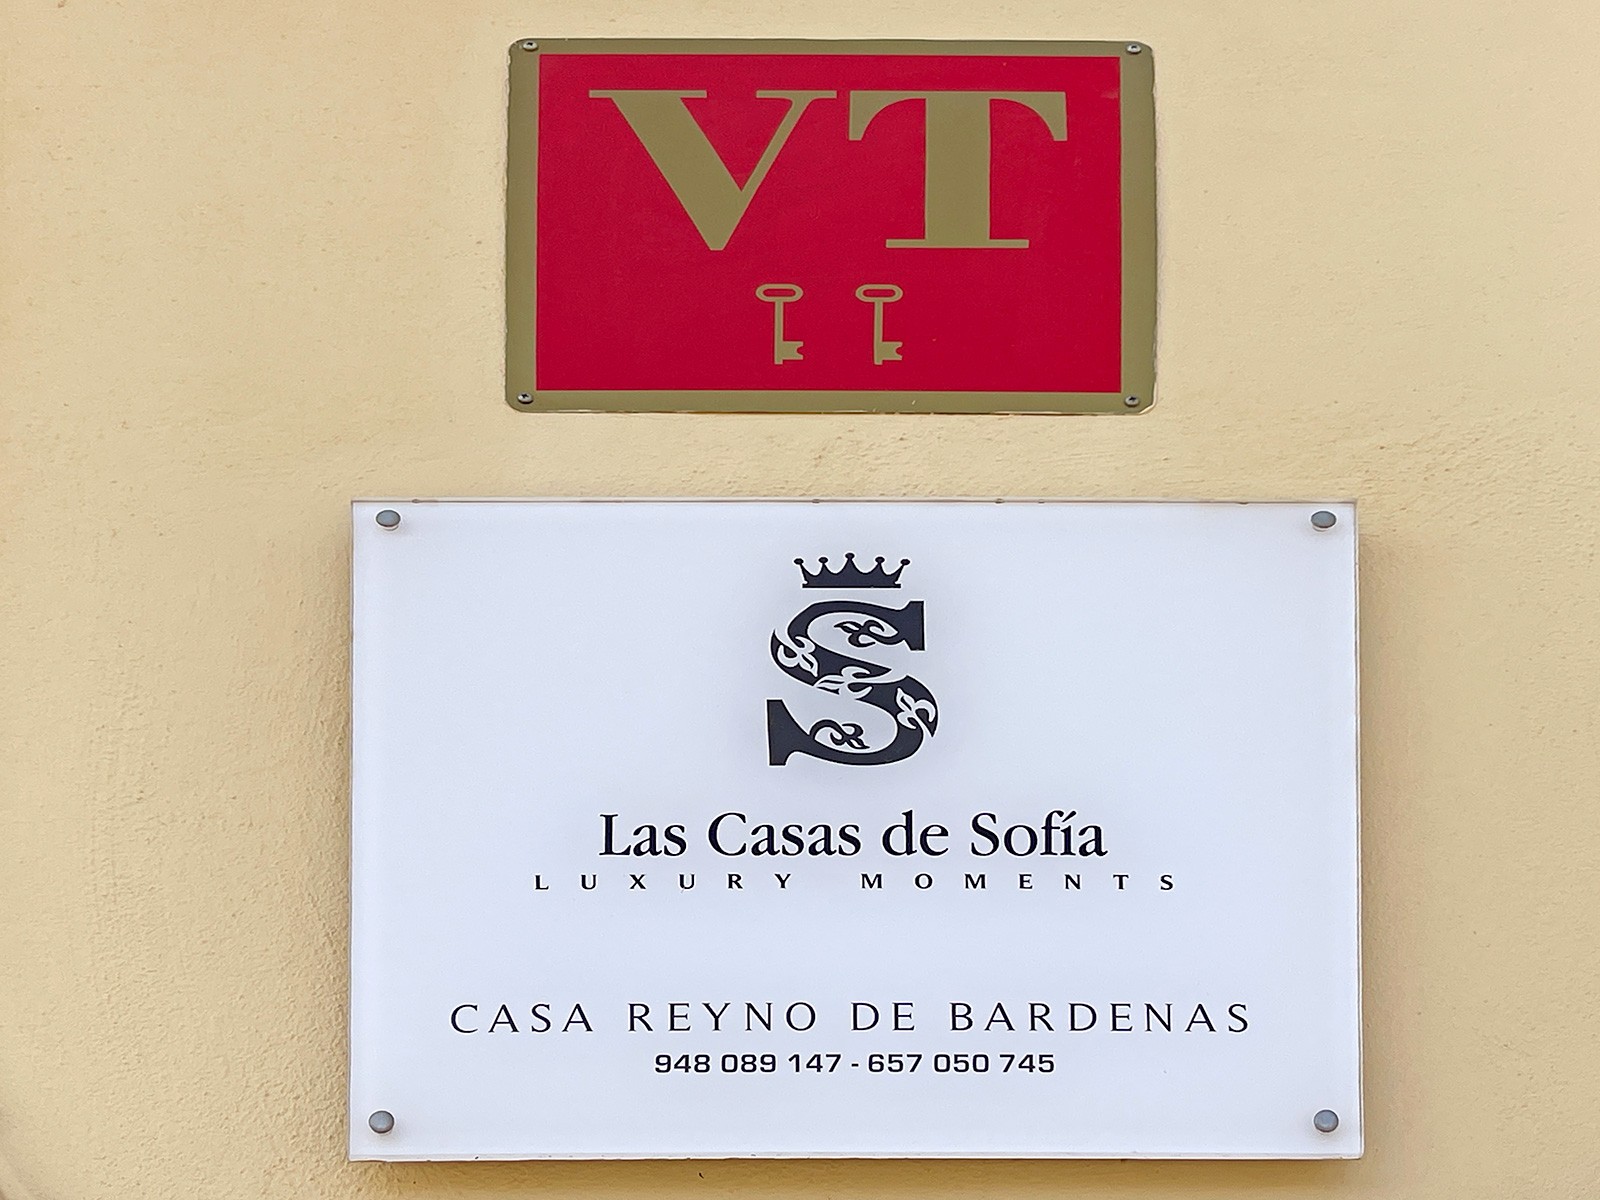 VT
S
Las Casas de Sofía
LUXURY MOMENTS
CASA REYNO DE BARDENAS
948 089 147 - 657 050 745